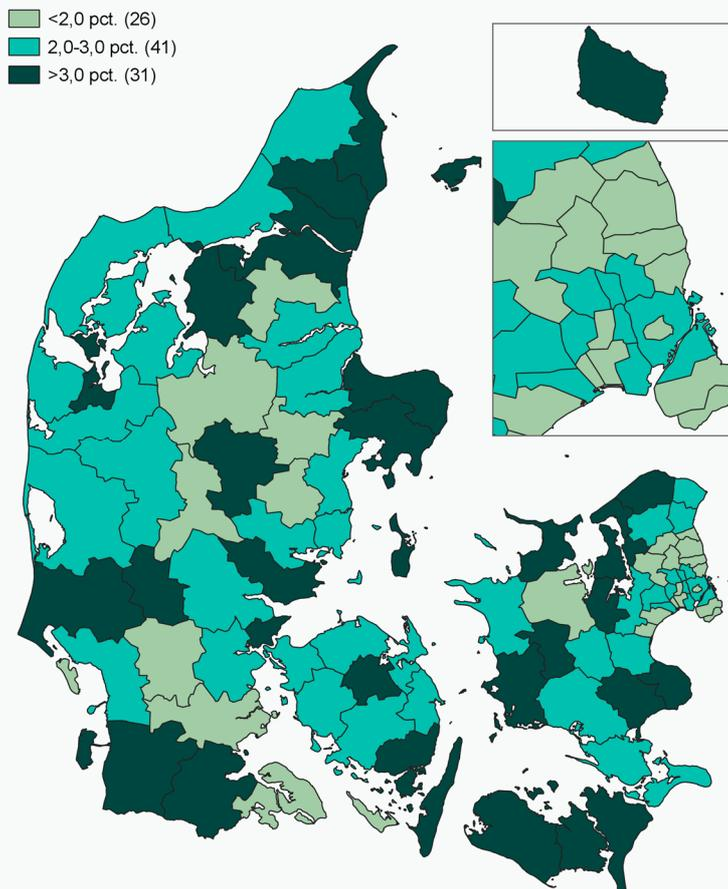 <2,0 pct. (26)
2,0-3,0 pct. (41)
>3,0 pct. (31)